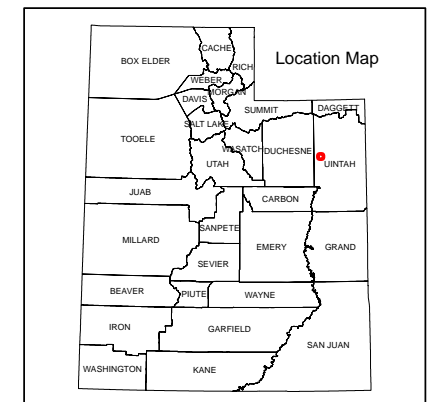 Location Map
CACHE
BOX ELDER
RICH
WEBER
MORGAN
DAVIS
SUMMIT
DAGGETT
SALT LAKE
TOOELE
WASATCH
DUCHESNE
UINTAH
UTAH
JUAB
CARBON
SANPETE
MILLARD
EMERY
GRAND
SEVIER
BEAVER
PIUTE
WAYNE
IRON
GARFIELD
SAN JUAN
WASHINGTON
KANE